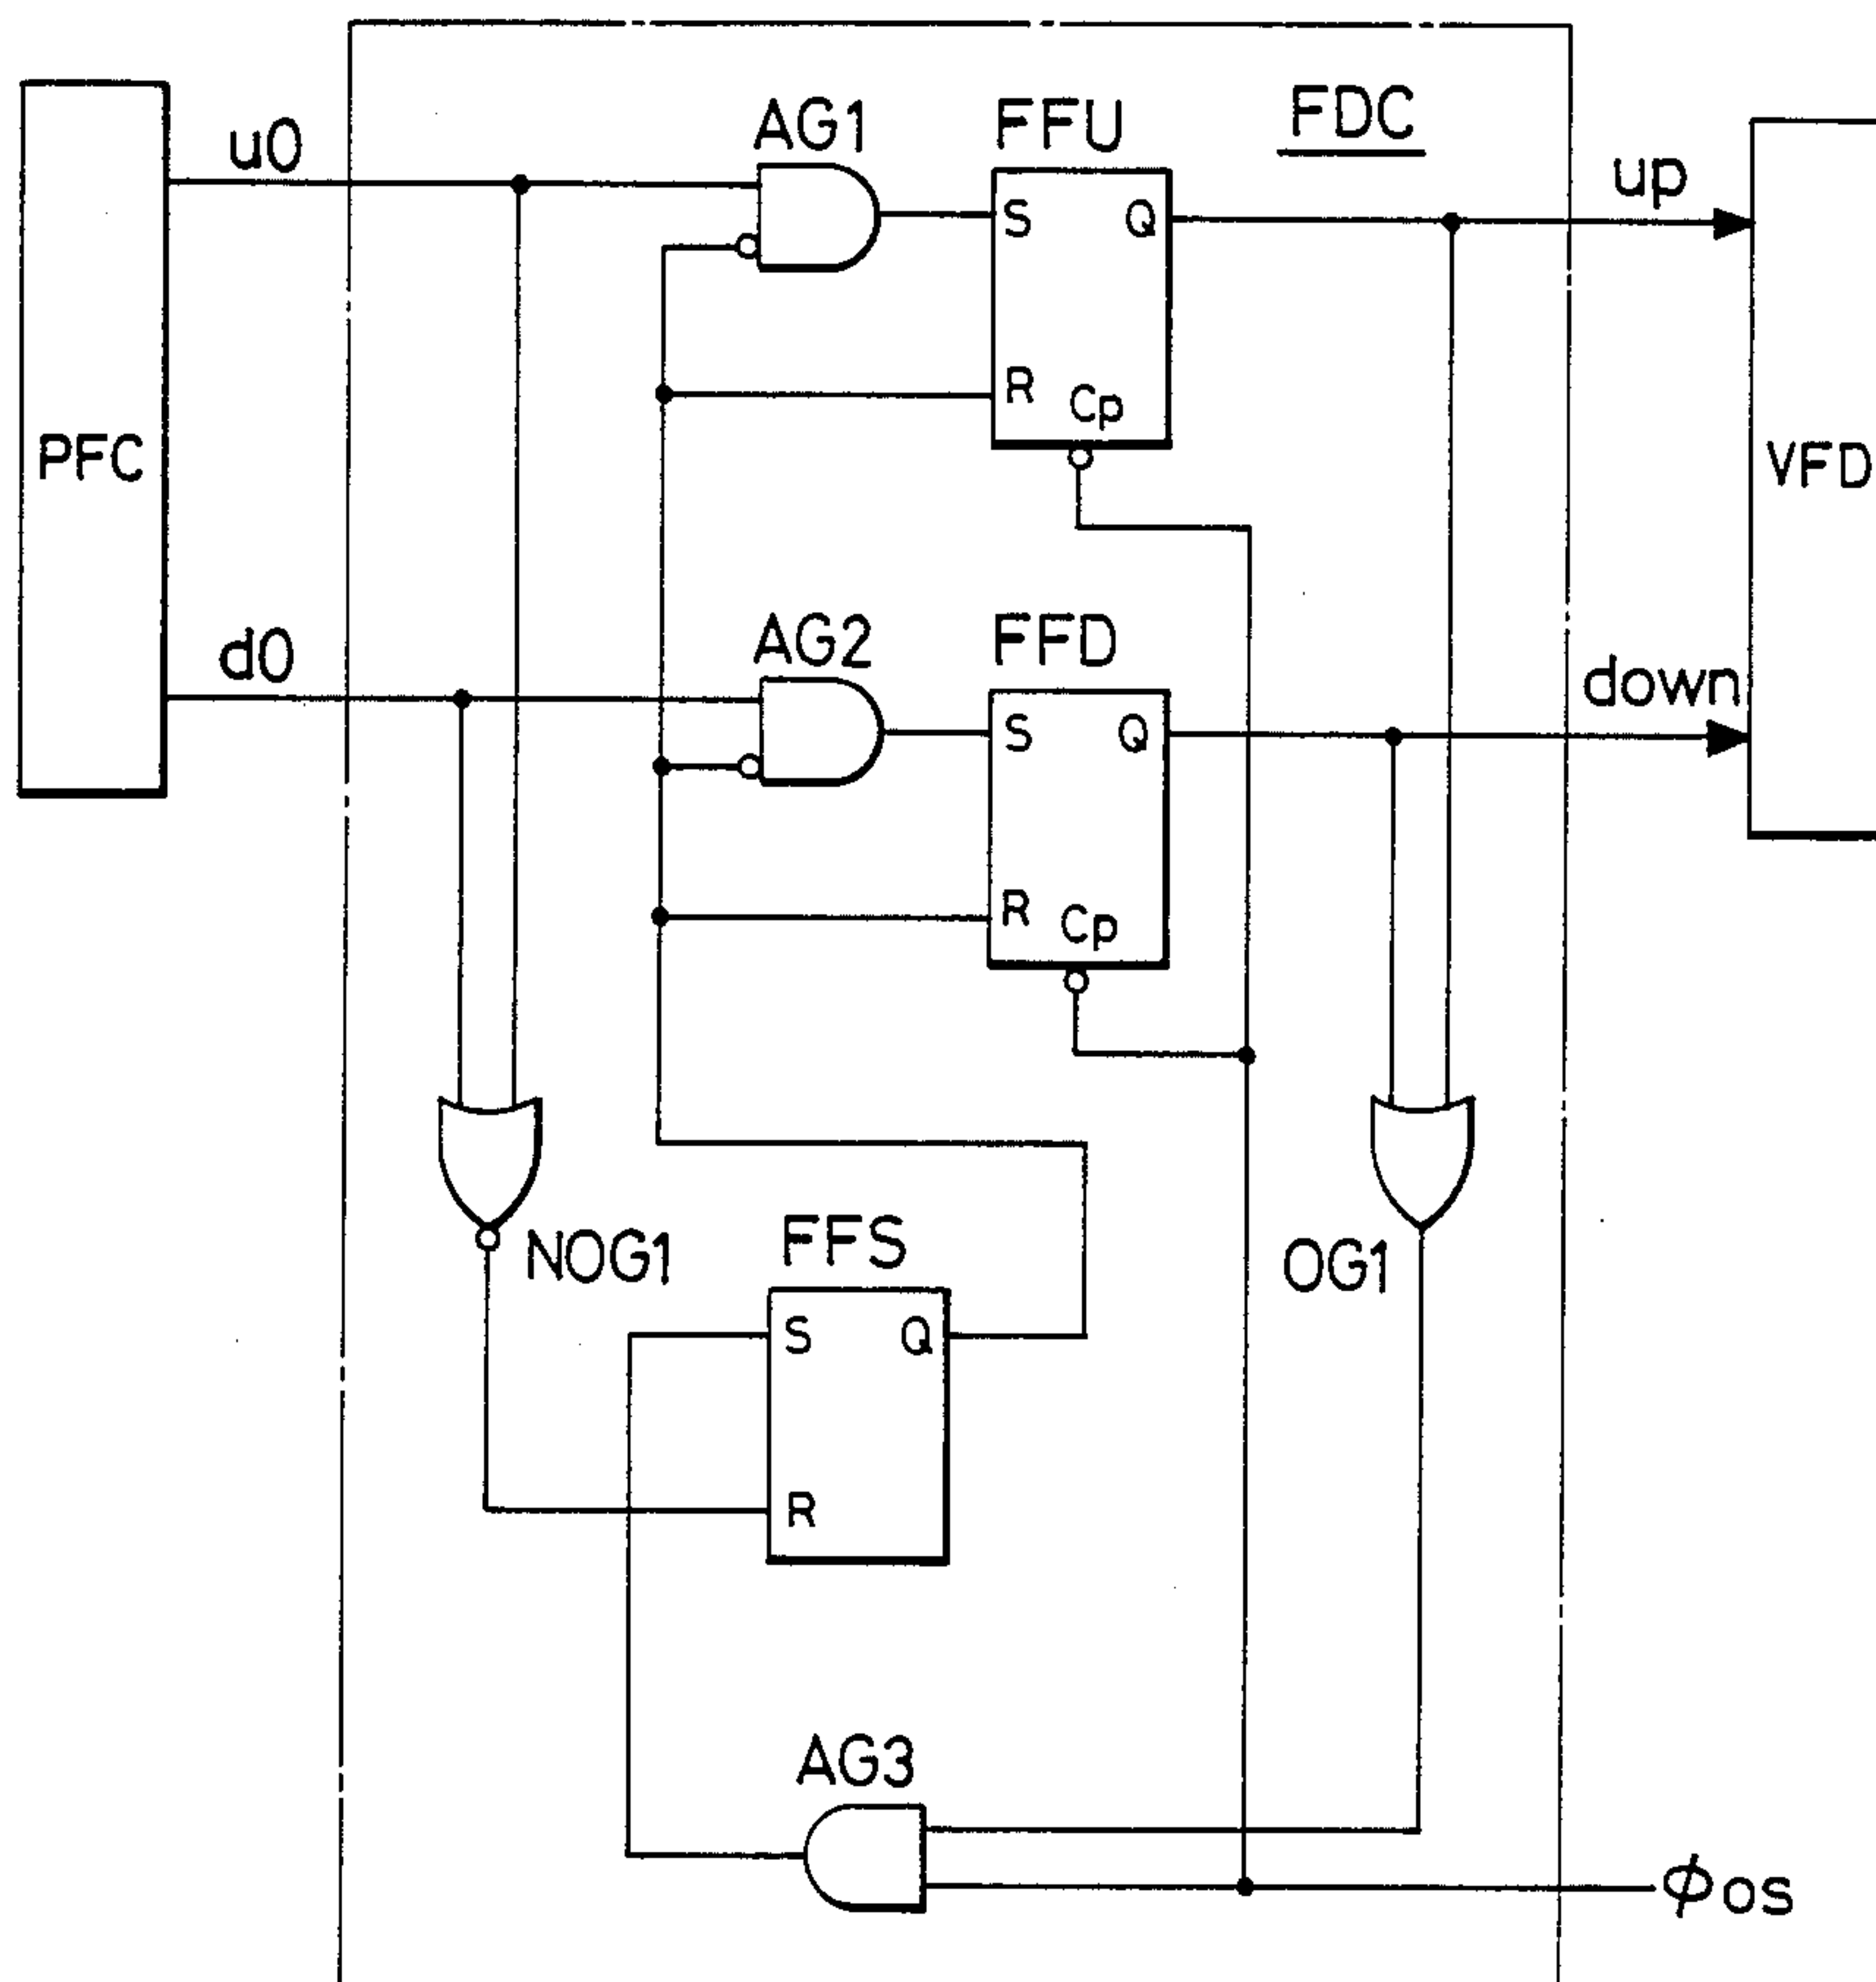 AG1
FFU
FDC
u0
up
S
Q
R
Cp
PFC
VFD
AG2
FFD
d0
down
S
Q
R
Cp
NOG1
FFS
OG1
S
Q
R
AG3
ϕos